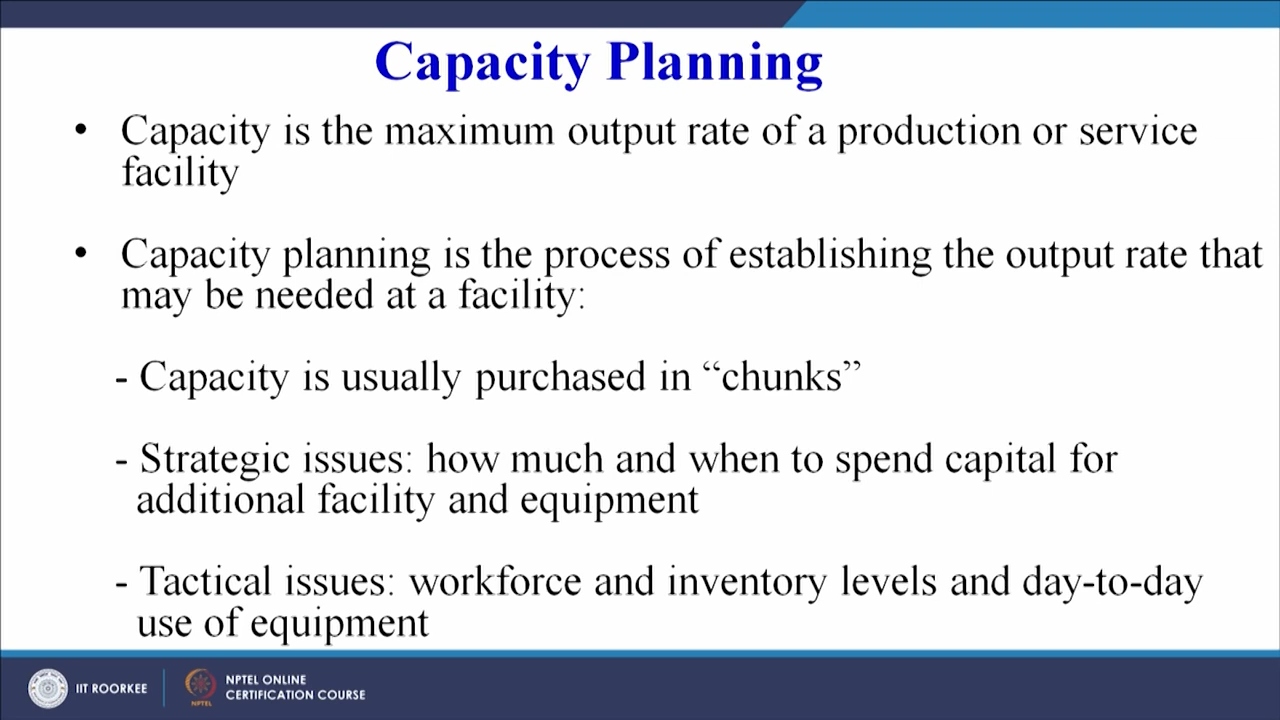 Capacity Planning
• Capacity is the maximum output rate of a production or service
facility
• Capacity planning is the process of establishing the output rate that
may be needed at a facility:
- Capacity is usually purchased in “chunks”
- Strategic issues: how much and when to spend capital for
additional facility and equipment
- Tactical issues: workforce and inventory levels and day-to-day
use of equipment
IIT ROORKEE
NPTEL
NPTEL ONLINE
CERTIFICATION COURSE